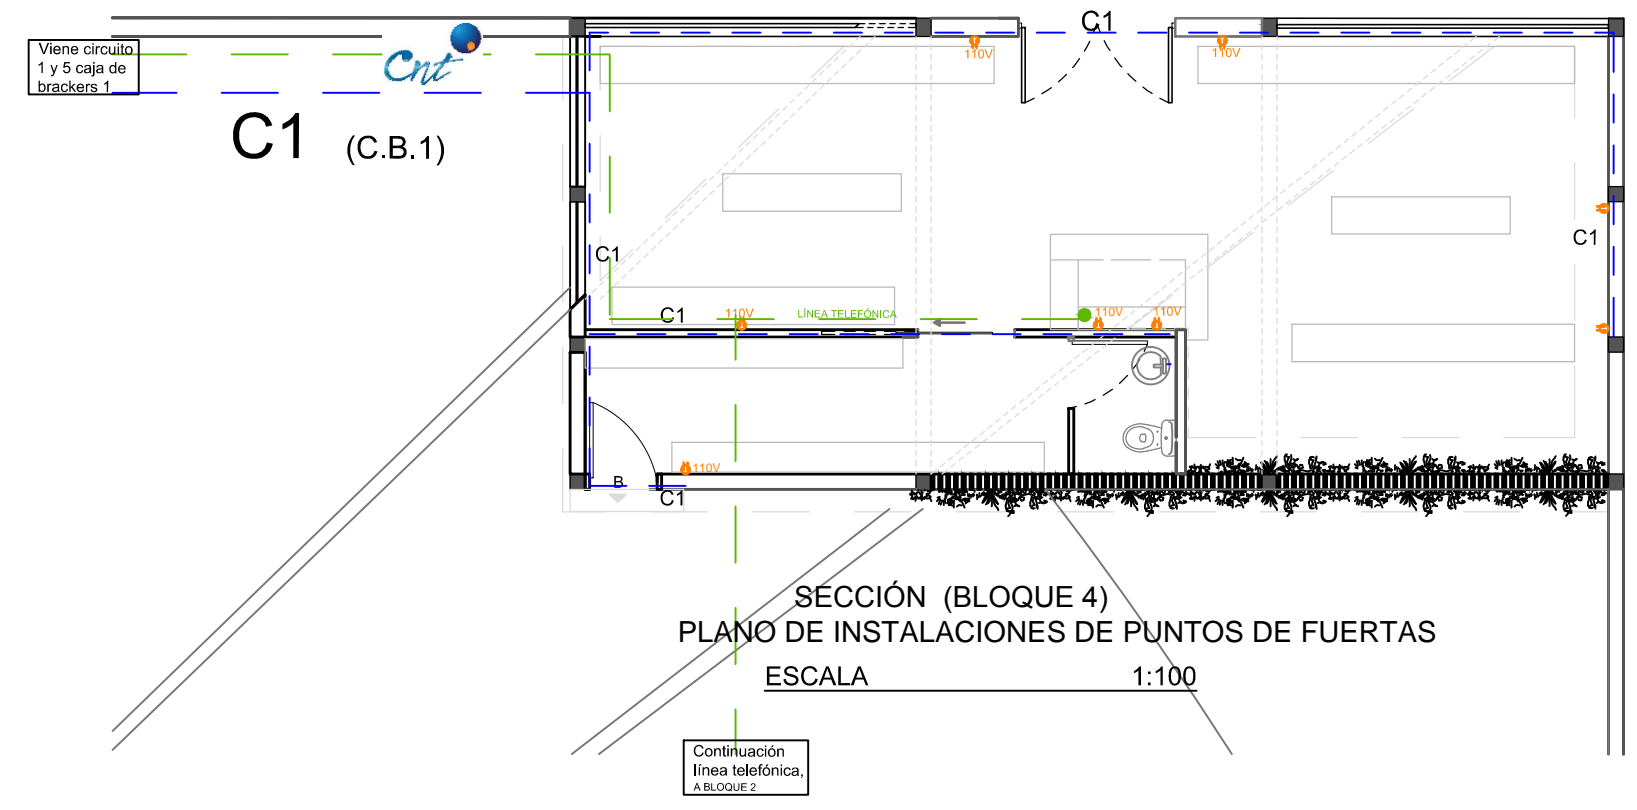 C1
Viene circuito
1 y 5 caja de
brackers 1
Cnt
110V
110V
C1 (C.B.1)
C1
C1
C1
110V
LÍNEA TELEFÓNICA
110V
110V
110V
B
C1
SECCIÓN (BLOQUE 4)
PLANO DE INSTALACIONES DE PUNTOS DE FUERTAS
ESCALA 1:100
Continuación
línea telefónica,
A BLOQUE 2